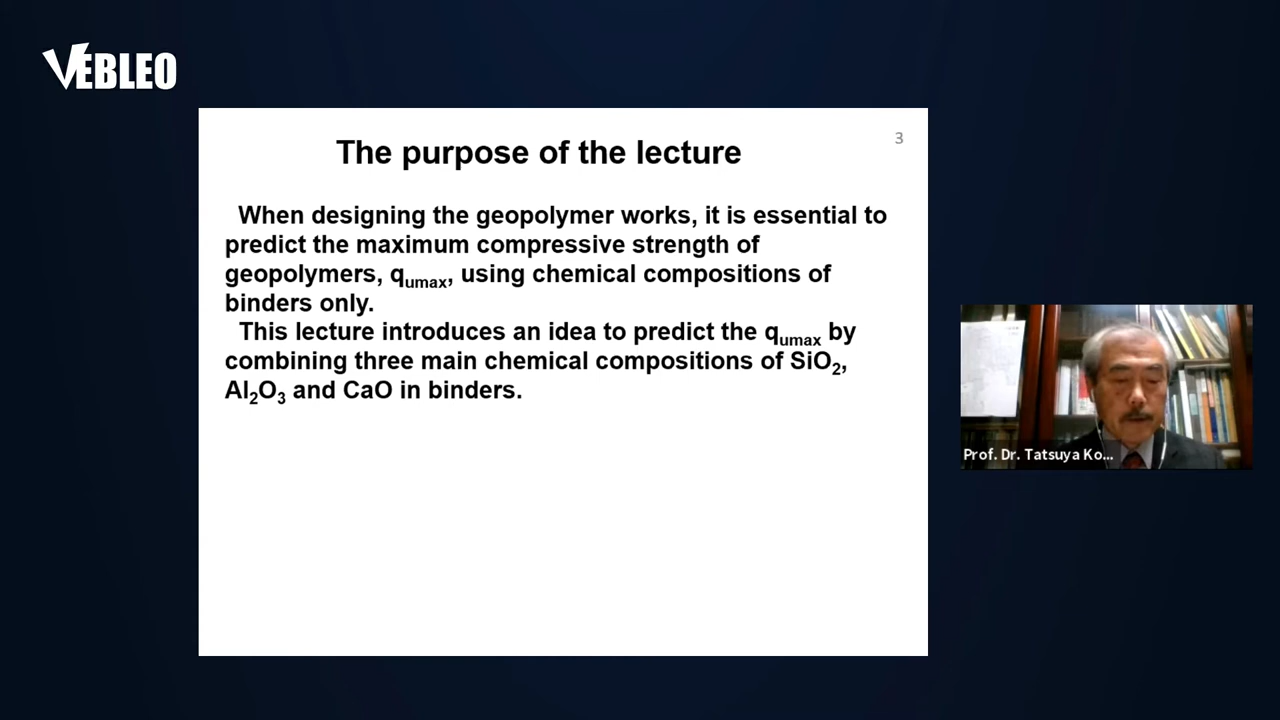 VEBLEO
3
The purpose of the lecture
When designing the geopolymer works, it is essential to
predict the maximum compressive strength of
geopolymers, qumax, using chemical compositions of
binders only.
This lecture introduces an idea to predict the qumax by
combining three main chemical compositions of SiO2,
Al2O3 and CaO in binders.
Prof. Dr. Tatsuya Ko...